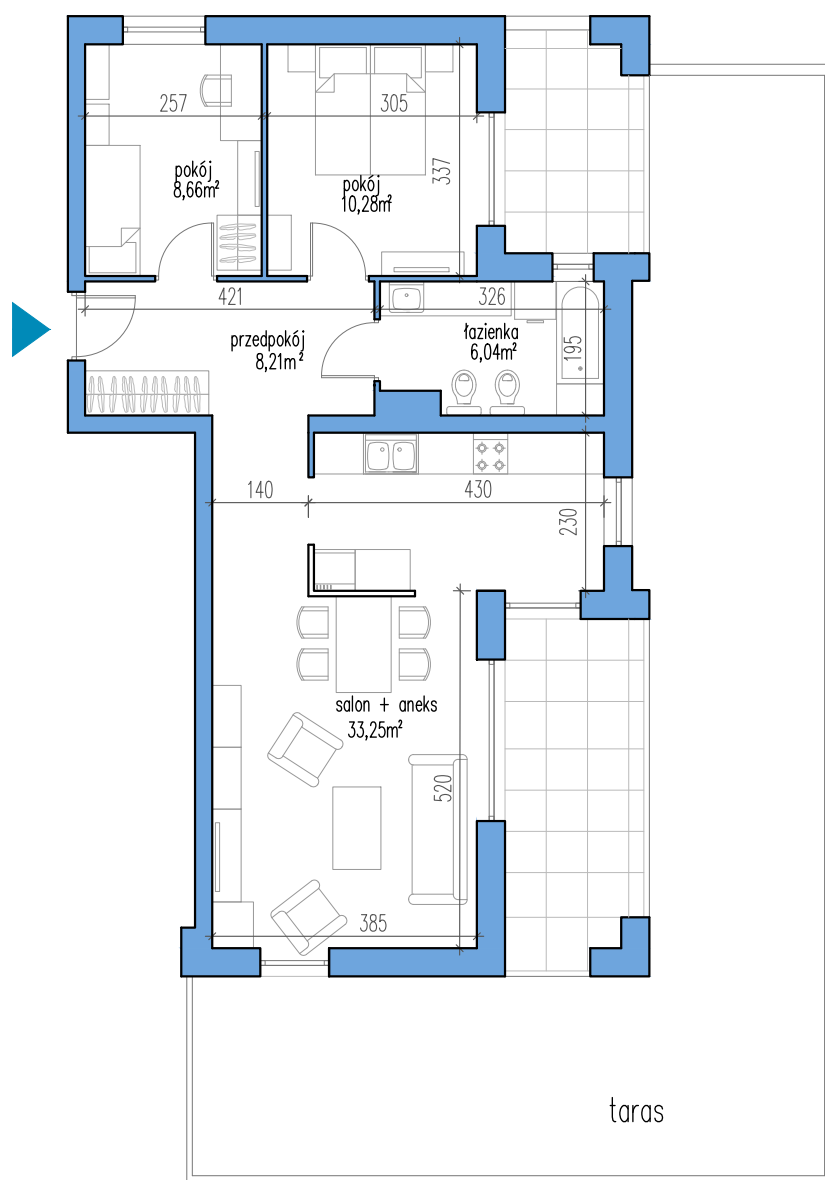 257
305
337
pokój
8,66m²
pokój
10,28m²
421
326
przedpokój
8,21m²
łazienka
6,04m²
195
140
430
230
salon + aneks
33,25m²
520
385
taras